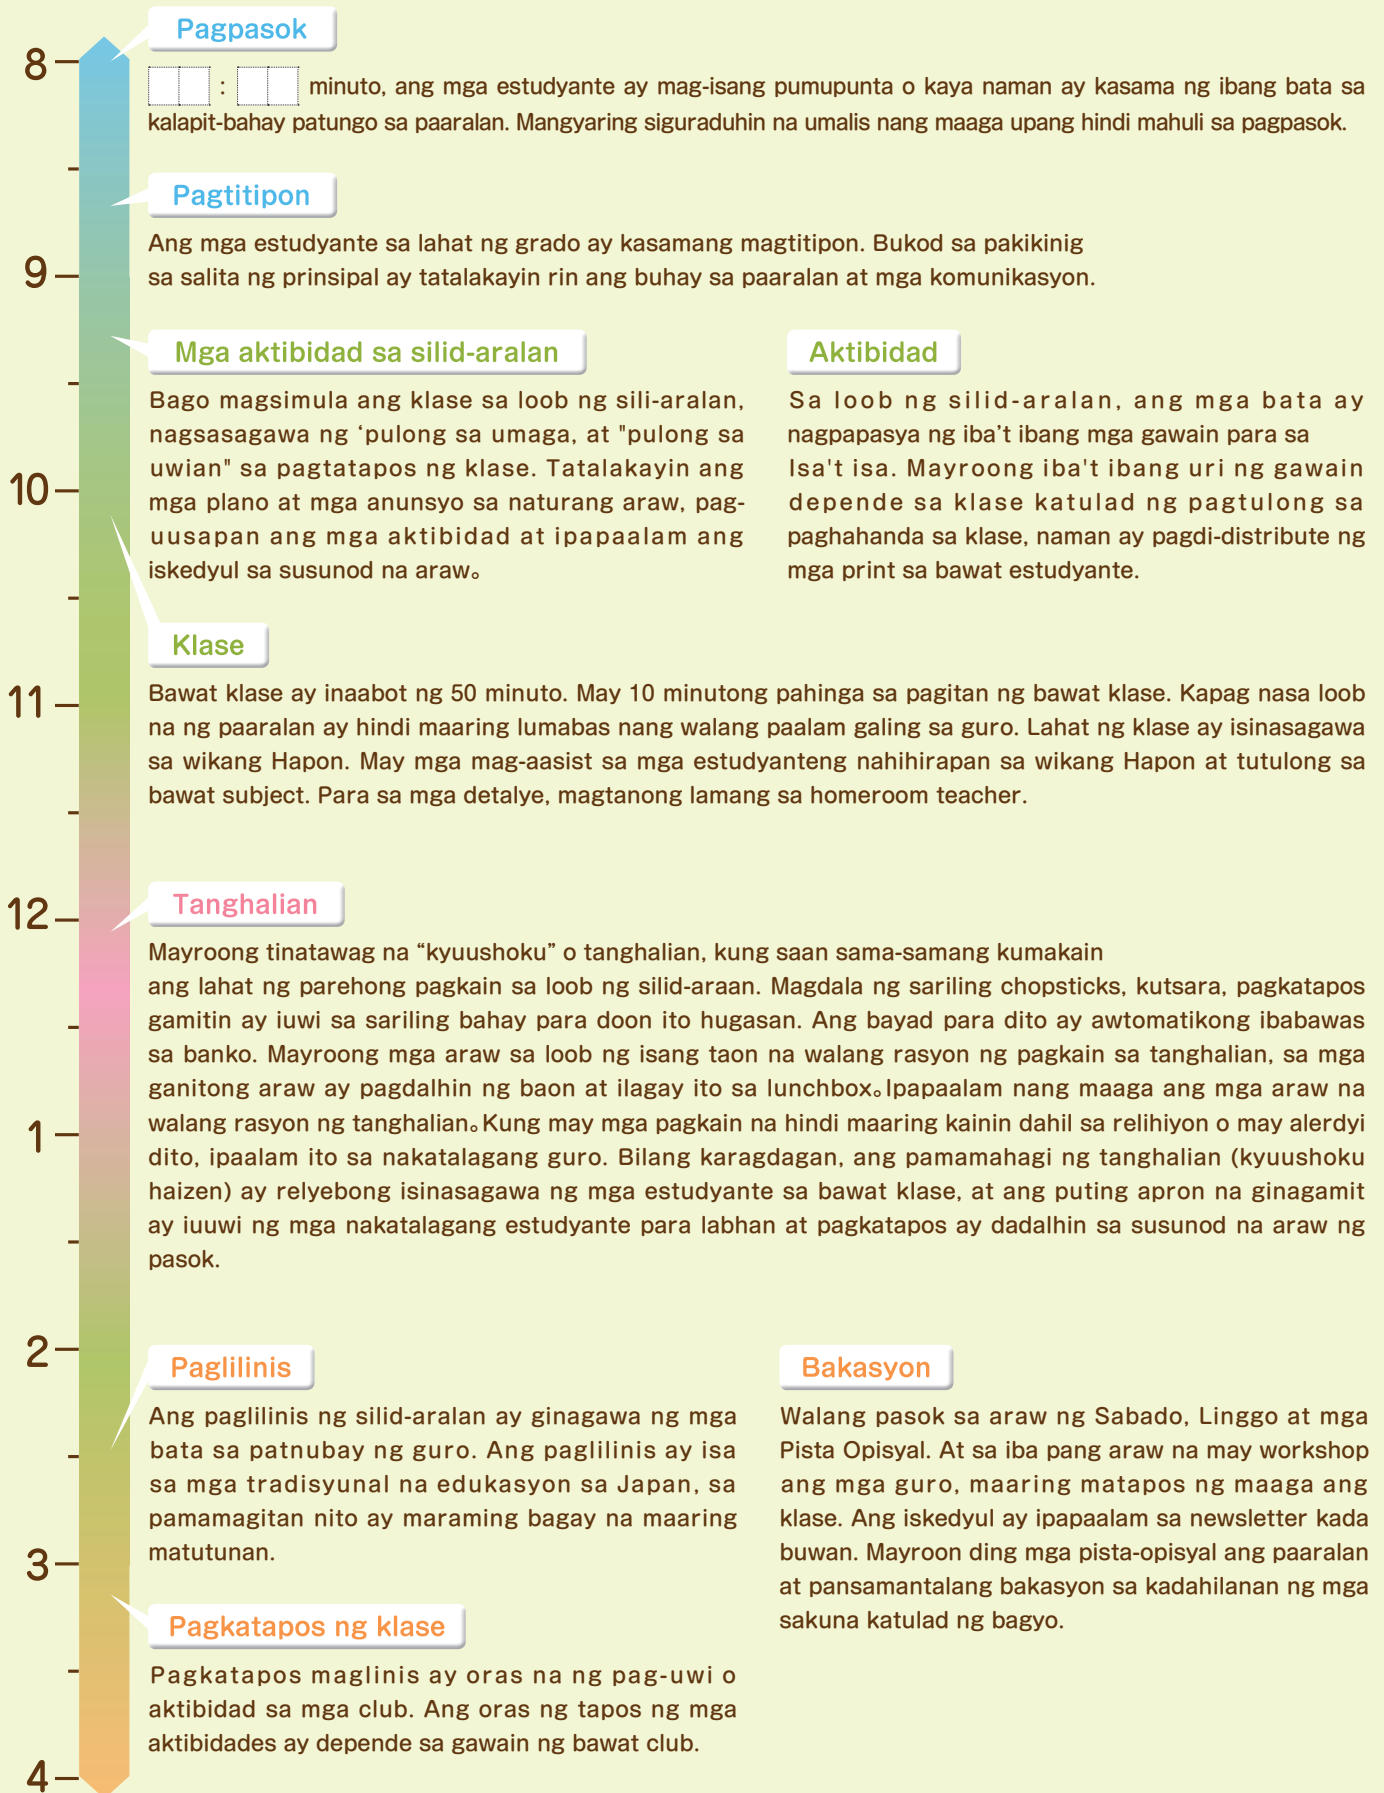 8
Pagpasok
: minuto, ang mga estudyante ay mag-isang pumupunta o kaya naman ay kasama ng ibang bata sa
kalapit-bahay patungo sa paaralan. Mangyaring siguraduhin na umalis nang maaga upang hindi mahuli sa pagpasok.
Pagtitipon
Ang mga estudyante sa lahat ng grado ay kasamang magtitipon. Bukod sa pakikinig
sa salita ng prinsipal ay tatalakayin rin ang buhay sa paaralan at mga komunikasyon.
9
Mga aktibidad sa silid-aralan
Bago magsimula ang klase sa loob ng sili-aralan,
nagsasagawa ng ‘pulong sa umaga, at "pulong sa
uwian" sa pagtatapos ng klase. Tatalakayin ang
mga plano at mga anunsyo sa naturang araw, pag-
uusapan ang mga aktibidad at ipapaalam ang
iskedyul sa susunod na araw。
Aktibidad
Sa loob ng silid-aralan, ang mga bata ay
nagpapasya ng iba’t ibang mga gawain para sa
Isa't isa. Mayroong iba't ibang uri ng gawain
depende sa klase katulad ng pagtulong sa
paghahanda sa klase, naman ay pagdi-distribute ng
mga print sa bawat estudyante.
10
Klase
Bawat klase ay inaabot ng 50 minuto. May 10 minutong pahinga sa pagitan ng bawat klase. Kapag nasa loob
na ng paaralan ay hindi maaring lumabas nang walang paalam galing sa guro. Lahat ng klase ay isinasagawa
sa wikang Hapon. May mga mag-aasist sa mga estudyanteng nahihirapan sa wikang Hapon at tutulong sa
bawat subject. Para sa mga detalye, magtanong lamang sa homeroom teacher.
11
12
Tanghalian
Mayroong tinatawag na “kyuushoku” o tanghalian, kung saan sama-samang kumakain
ang lahat ng parehong pagkain sa loob ng silid-araan. Magdala ng sariling chopsticks, kutsara, pagkatapos
gamitin ay iuwi sa sariling bahay para doon ito hugasan. Ang bayad para dito ay awtomatikong ibabawas
sa banko. Mayroong mga araw sa loob ng isang taon na walang rasyon ng pagkain sa tanghalian, sa mga
ganitong araw ay pagdalhin ng baon at ilagay ito sa lunchbox。Ipapaalam nang maaga ang mga araw na
walang rasyon ng tanghalian。Kung may mga pagkain na hindi maaring kainin dahil sa relihiyon o may alerdyi
dito, ipaalam ito sa nakatalagang guro. Bilang karagdagan, ang pamamahagi ng tanghalian (kyuushoku
haizen) ay relyebong isinasagawa ng mga estudyante sa bawat klase, at ang puting apron na ginagamit
ay iuuwi ng mga nakatalagang estudyante para labhan at pagkatapos ay dadalhin sa susunod na araw ng
pasok.
1
2
Paglilinis
Ang paglilinis ng silid-aralan ay ginagawa ng mga
bata sa patnubay ng guro. Ang paglilinis ay isa
sa mga tradisyunal na edukasyon sa Japan, sa
pamamagitan nito ay maraming bagay na maaring
matutunan.
Bakasyon
Walang pasok sa araw ng Sabado, Linggo at mga
Pista Opisyal. At sa iba pang araw na may workshop
ang mga guro, maaring matapos ng maaga ang
klase. Ang iskedyul ay ipapaalam sa newsletter kada
buwan. Mayroon ding mga pista-opisyal ang paaralan
at pansamantalang bakasyon sa kadahilanan ng mga
sakuna katulad ng bagyo.
3
Pagkatapos ng klase
Pagkatapos maglinis ay oras na ng pag-uwi o
aktibidad sa mga club. Ang oras ng tapos ng mga
aktibidades ay depende sa gawain ng bawat club.
4